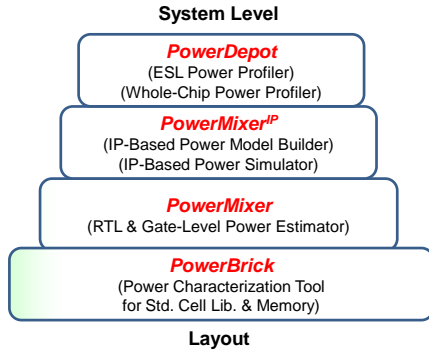 System Level
PowerDepot
(ESL Power Profiler)
(Whole-Chip Power Profiler)
PowerMixerIP
(IP-Based Power Model Builder)
(IP-Based Power Simulator)
PowerMixer
(RTL & Gate-Level Power Estimator)
PowerBrick
(Power Characterization Tool
for Std. Cell Lib. & Memory)
Layout